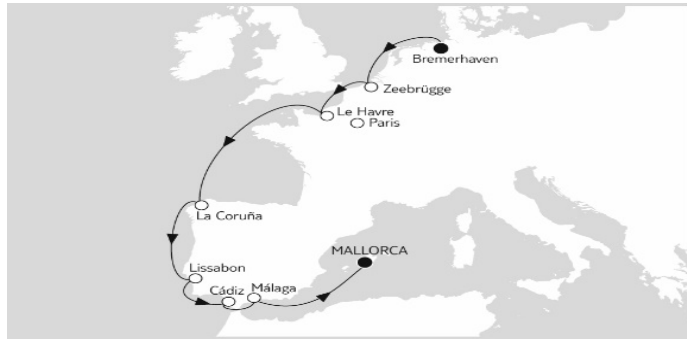 Bremerhaven
Zeebrügge
Le Havre
Paris
La Coruña
MALLORCA
Lissabon
Cádiz
Málaga